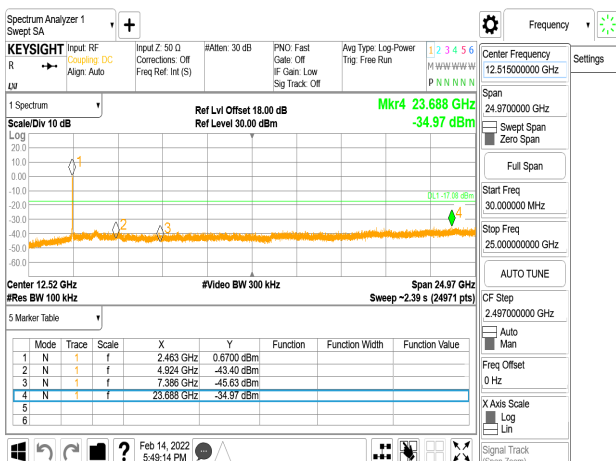 Spectrum Analyzer 1
Swept SA
+
Frequency
KEYSIGHT
R
LXI
Input: RF
Coupling: DC
Align: Auto
Input Z: 50 Ω
Corrections: Off
Freq Ref: Int (S)
#Atten: 30 dB
PNO: Fast
Gate: Off
IF Gain: Low
Sig Track: Off
Avg Type: Log-Power
Trig: Free Run
1 2 3 4 5 6
M W W W W W
P N N N N N
1 Spectrum
Scale/Div 10 dB
Ref Lvl Offset 18.00 dB
Ref Level 30.00 dBm
Mkr4 23.688 GHz
-34.97 dBm
Log
20.0
10.0
0.00
-10.0
-20.0
-30.0
-40.0
-50.0
-60.0
1
2
3
4
DL1 -17.08 dBm
Center 12.52 GHz
#Res BW 100 kHz
#Video BW 300 kHz
Span 24.97 GHz
Sweep ~2.39 s (24971 pts)
5 Marker Table
Mode Trace Scale X Y Function Function Width Function Value
1 N 1 f 2.463 GHz 0.6700 dBm
2 N 1 f 4.924 GHz -43.40 dBm
3 N 1 f 7.386 GHz -45.63 dBm
4 N 1 f 23.688 GHz -34.97 dBm
5
6
?
Feb 14, 2022
5:49:14 PM
Center Frequency
12.515000000 GHz
Settings
Span
24.9700000 GHz
Swept Span
Zero Span
Full Span
Start Freq
30.000000 MHz
Stop Freq
25.000000000 GHz
AUTO TUNE
CF Step
2.497000000 GHz
Auto
Man
Freq Offset
0 Hz
X Axis Scale
Log
Lin
Signal Track
(Span Zoom)